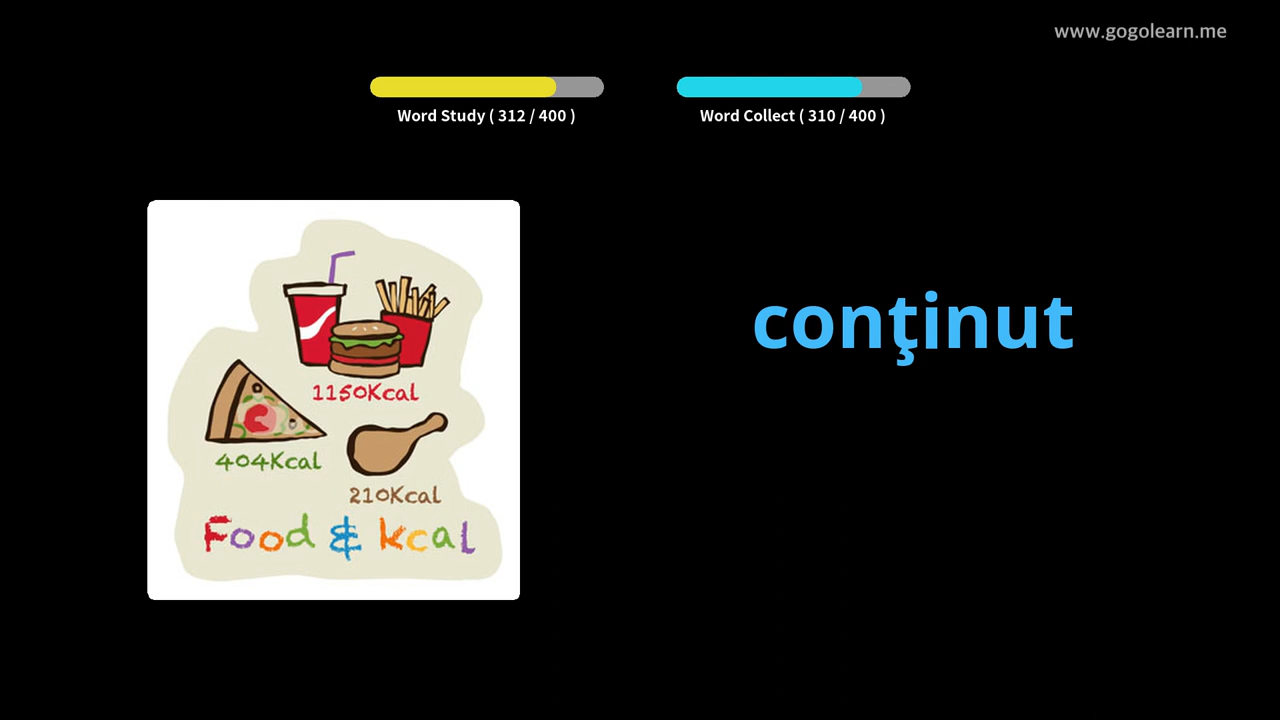 www.gogolearn.me
Word Study ( 312 / 400 )
Word Collect ( 310 / 400 )
conţinut
1150Kcal
404Kcal
210Kcal
Food & kcal